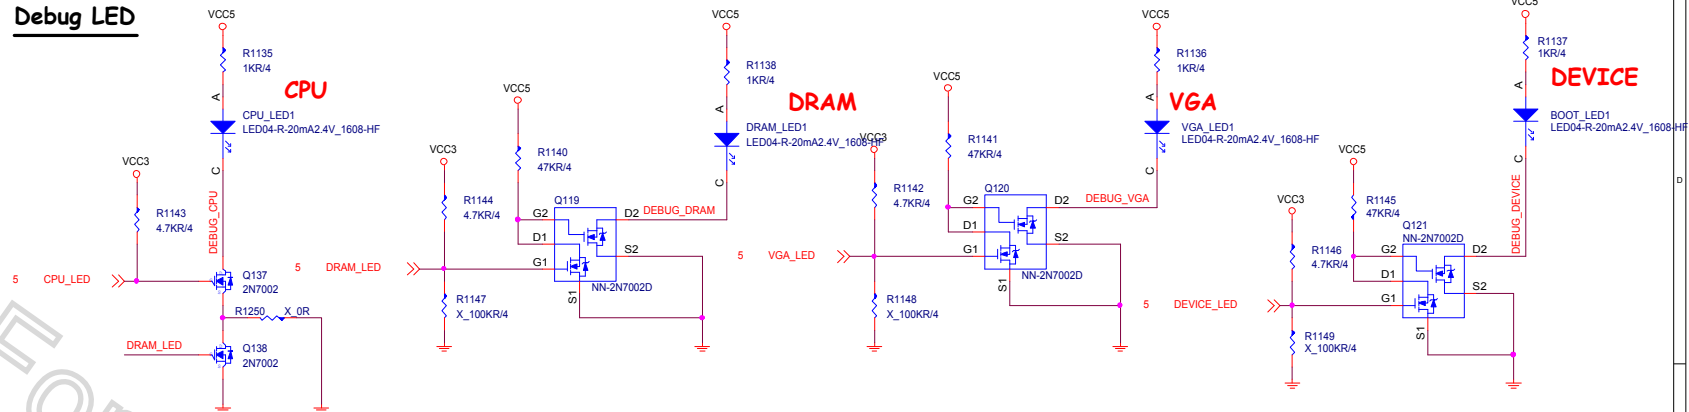 Debug LED
VCC5
R1135
1KR/4
CPU
A
CPU_LED1
LED04-R-20mA2.4V_1608-HF
C
VCC3
R1143
4.7KR/4
DEBUG_CPU
5 CPU_LED
Q137
2N7002
R1250 X_0R
DRAM_LED
Q138
2N7002
VCC5
R1138
1KR/4
DRAM
A
DRAM_LED1
LED04-R-20mA2.4V_1608-HF
C
VCC5
R1140
47KR/4
VCC3
R1144
4.7KR/4
Q119
G2 D2 DEBUG_DRAM
D1
S2
5 DRAM_LED
G1
S1
NN-2N7002D
R1147
X_100KR/4
VCC5
R1136
1KR/4
VGA
A
VGA_LED1
LED04-R-20mA2.4V_1608-HF
C
VCC5
R1141
47KR/4
VCC3
R1142
4.7KR/4
Q120
G2 D2 DEBUG_VGA
D1
S2
5 VGA_LED
G1
S1
NN-2N7002D
R1148
X_100KR/4
VCC5
R1137
1KR/4
DEVICE
A
BOOT_LED1
LED04-R-20mA2.4V_1608-HF
C
VCC5
R1145
47KR/4
DEBUG_DEVICE
VCC3
R1146
4.7KR/4
Q121
NN-2N7002D
G2 D2
D1
S2
5 DEVICE_LED
G1
S1
R1149
X_100KR/4
D